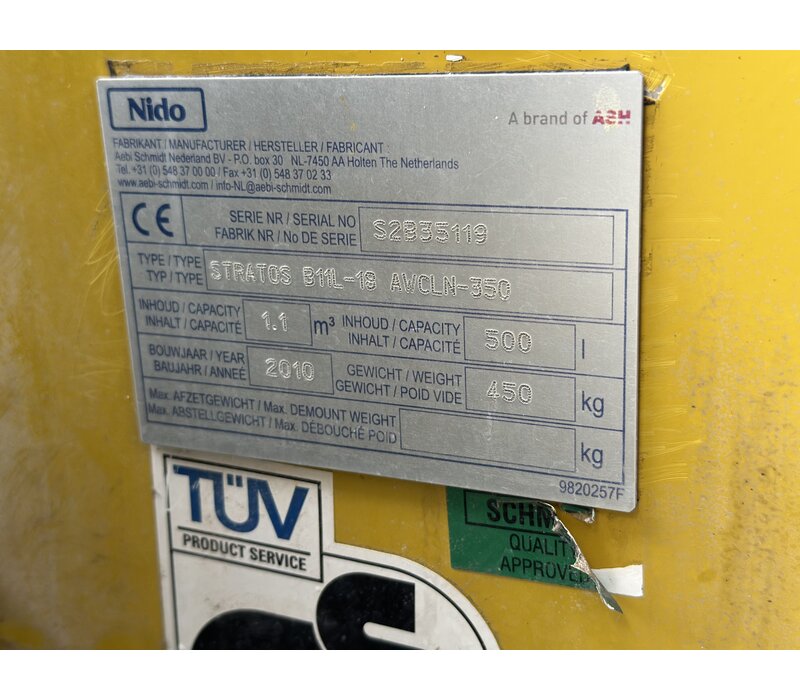 Nido
A brand of ASH
FABRIKANT / MANUFACTURER / HERSTELLER / FABRICANT :
Aebi Schmidt Nederland BV - P.O. box 30 NL-7450 AA Holten The Netherlands
Tel. +31 (0) 548 37 00 00 / Fax +31 (0) 548 37 02 33
www.aebi-schmidt.com / info-NL@aebi-schmidt.com
CE
SERIE NR / SERIAL NO
FABRIK NR / No DE SERIE
S2B35119
TYPE / TYPE
TYP / TYPE
STRATOS B11L-18 AWCLN-350
INHOUD / CAPACITY
INHALT / CAPACITÉ
1.1
m³
INHOUD / CAPACITY
INHALT / CAPACITÉ
500
l
BOUWJAAR / YEAR
BAUJAHR / ANNEÉ
2010
GEWICHT / WEIGHT
GEWICHT / POID VIDE
450
kg
Max. AFZETGEWICHT / Max. DEMOUNT WEIGHT
Max. ABSTELLGEWICHT / Max. DÉBOUCHÉ POID
kg
9820257F
TÜV
PRODUCT SERVICE
GS
SCHM
QUALIT
APPROVED